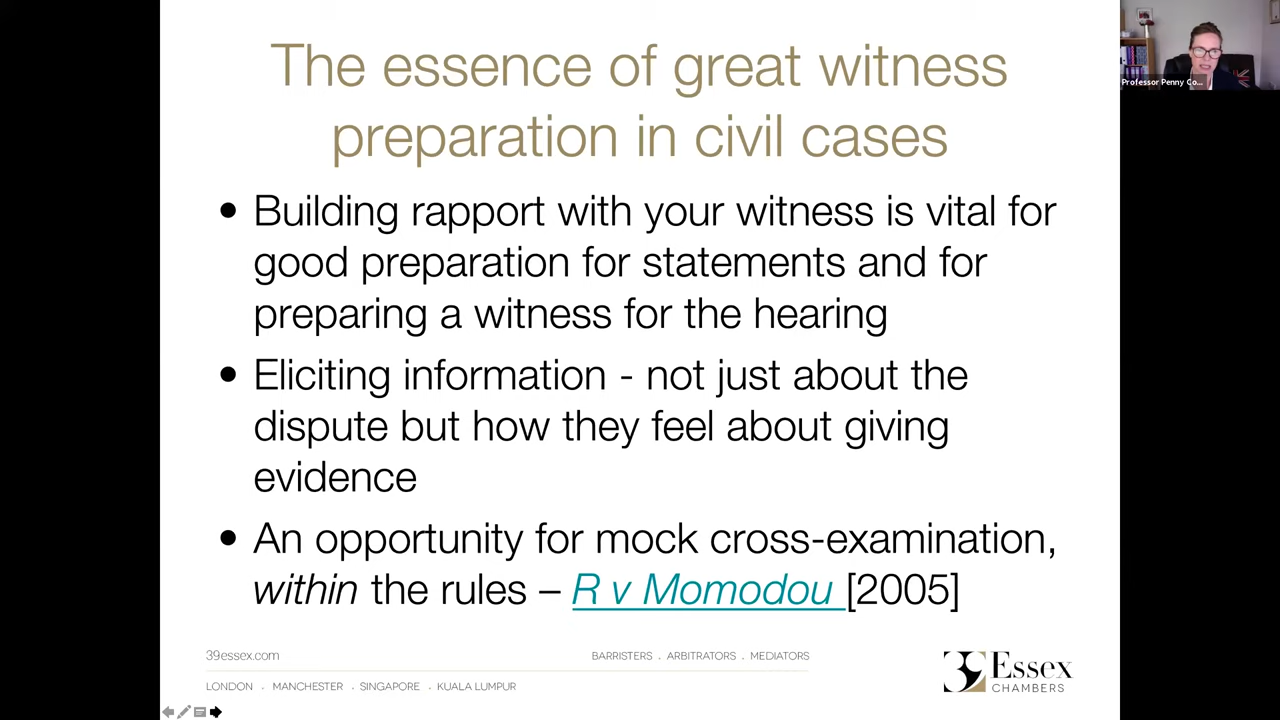 The essence of great witness
preparation in civil cases
• Building rapport with your witness is vital for
good preparation for statements and for
preparing a witness for the hearing
• Eliciting information - not just about the
dispute but how they feel about giving
evidence
• An opportunity for mock cross-examination,
within the rules – R v Momodou [2005]
39essex.com
BARRISTERS . ARBITRATORS . MEDIATORS
LONDON . MANCHESTER . SINGAPORE . KUALA LUMPUR
39 Essex
CHAMBERS
Professor Penny Co...